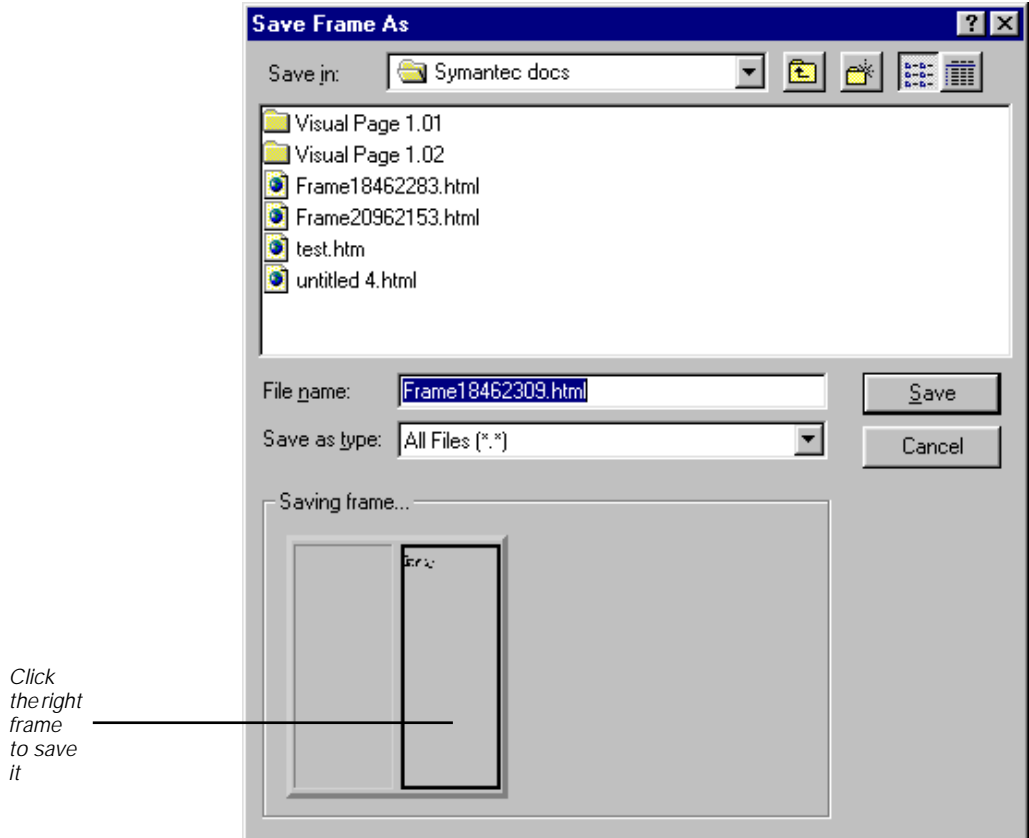 Save Frame As
Save in: Symantec docs
Visual Page 1.01
Visual Page 1.02
Frame18462283.html
Frame20962153.html
test.htm
untitled 4.html
File name: Frame18462309.html Save
Save as type: All Files (*.*) Cancel
Saving frame...
Click
the right
frame
to save
it